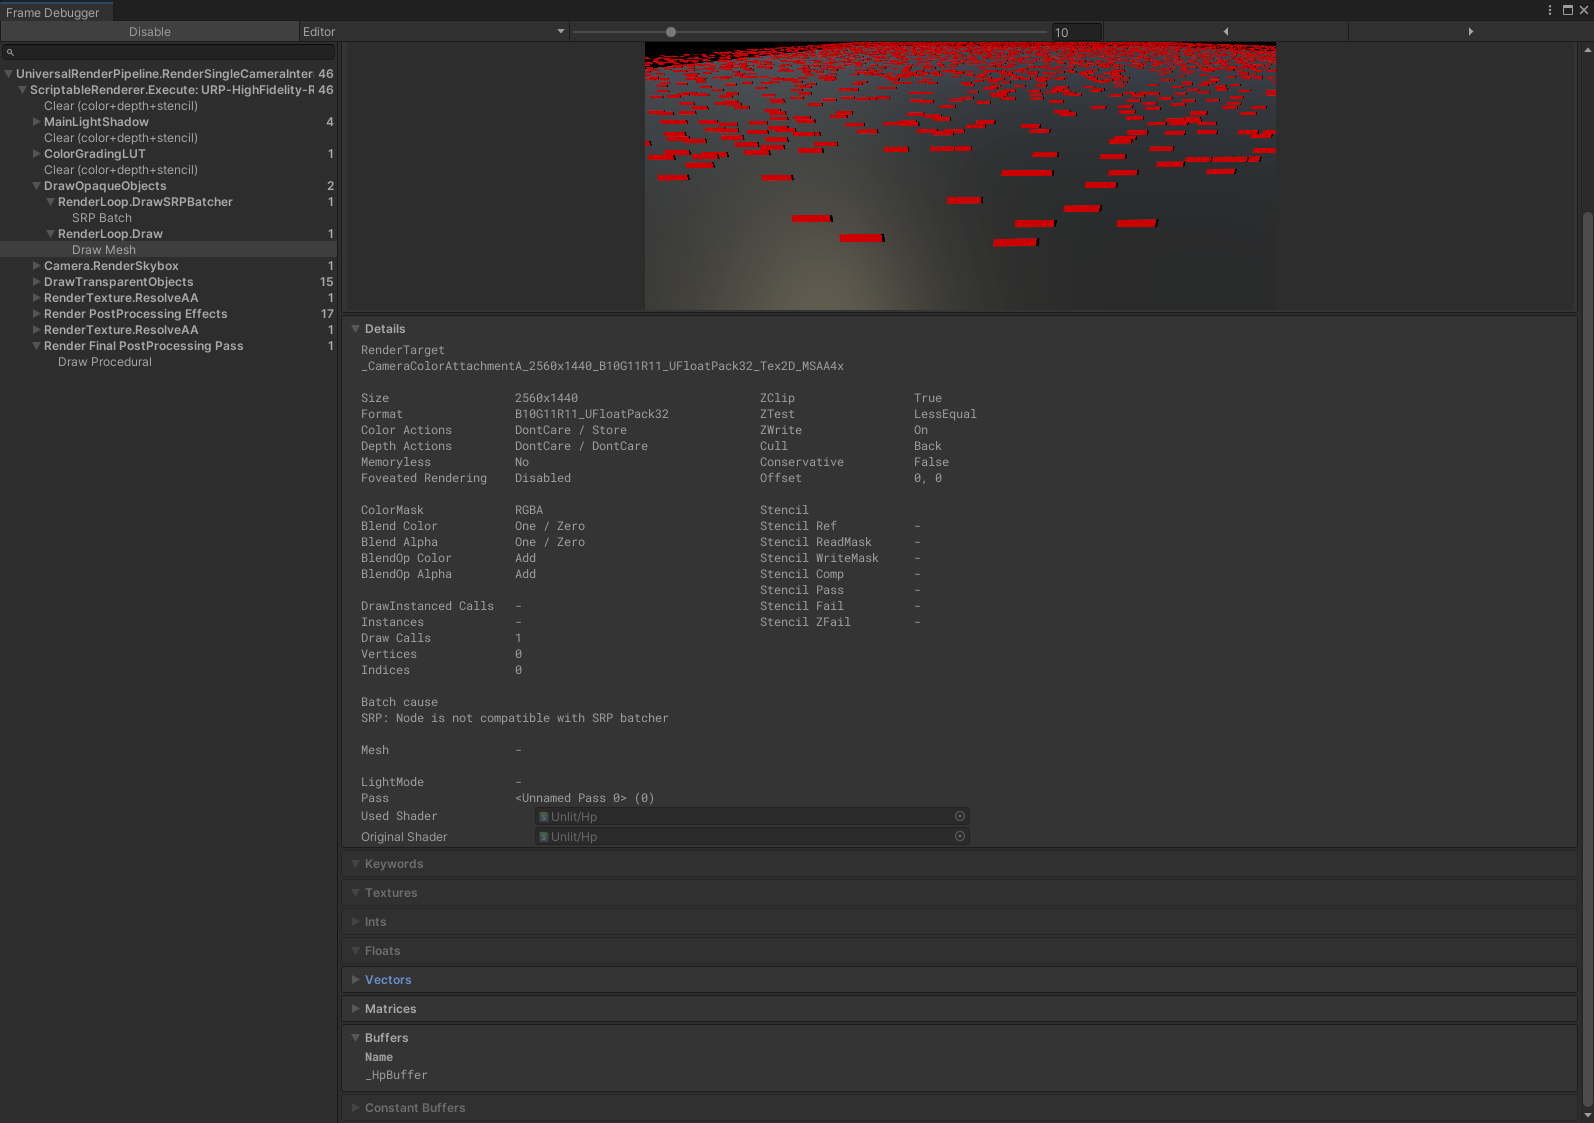 Frame Debugger
Disable
Editor
10
UniversalRenderPipeline.RenderSingleCameraInter 46
ScriptableRenderer.Execute: URP-HighFidelity-R 46
Clear (color+depth+stencil)
MainLightShadow 4
Clear (color+depth+stencil)
ColorGradingLUT 1
Clear (color+depth+stencil)
DrawOpaqueObjects 2
RenderLoop.DrawSRPBatcher 1
SRP Batch
RenderLoop.Draw 1
Draw Mesh
Camera.RenderSkybox 1
DrawTransparentObjects 15
RenderTexture.ResolveAA 1
Render PostProcessing Effects 17
RenderTexture.ResolveAA 1
Render Final PostProcessing Pass 1
Draw Procedural
Details
RenderTarget
_CameraColorAttachmentA_2560x1440_B10G11R11_UFloatPack32_Tex2D_MSAA4x
Size 2560x1440 ZClip True
Format B10G11R11_UFloatPack32 ZTest LessEqual
Color Actions DontCare / Store ZWrite On
Depth Actions DontCare / DontCare Cull Back
Memoryless No Conservative False
Foveated Rendering Disabled Offset 0, 0
ColorMask RGBA Stencil
Blend Color One / Zero Stencil Ref -
Blend Alpha One / Zero Stencil ReadMask -
BlendOp Color Add Stencil WriteMask -
BlendOp Alpha Add Stencil Comp -
Stencil Pass -
DrawInstanced Calls - Stencil Fail -
Instances - Stencil ZFail -
Draw Calls 1
Vertices 0
Indices 0
Batch cause
SRP: Node is not compatible with SRP batcher
Mesh -
LightMode -
Pass <Unnamed Pass 0> (0)
Used Shader Unlit/Hp
Original Shader Unlit/Hp
Keywords
Textures
Ints
Floats
Vectors
Matrices
Buffers
Name
_HpBuffer
Constant Buffers